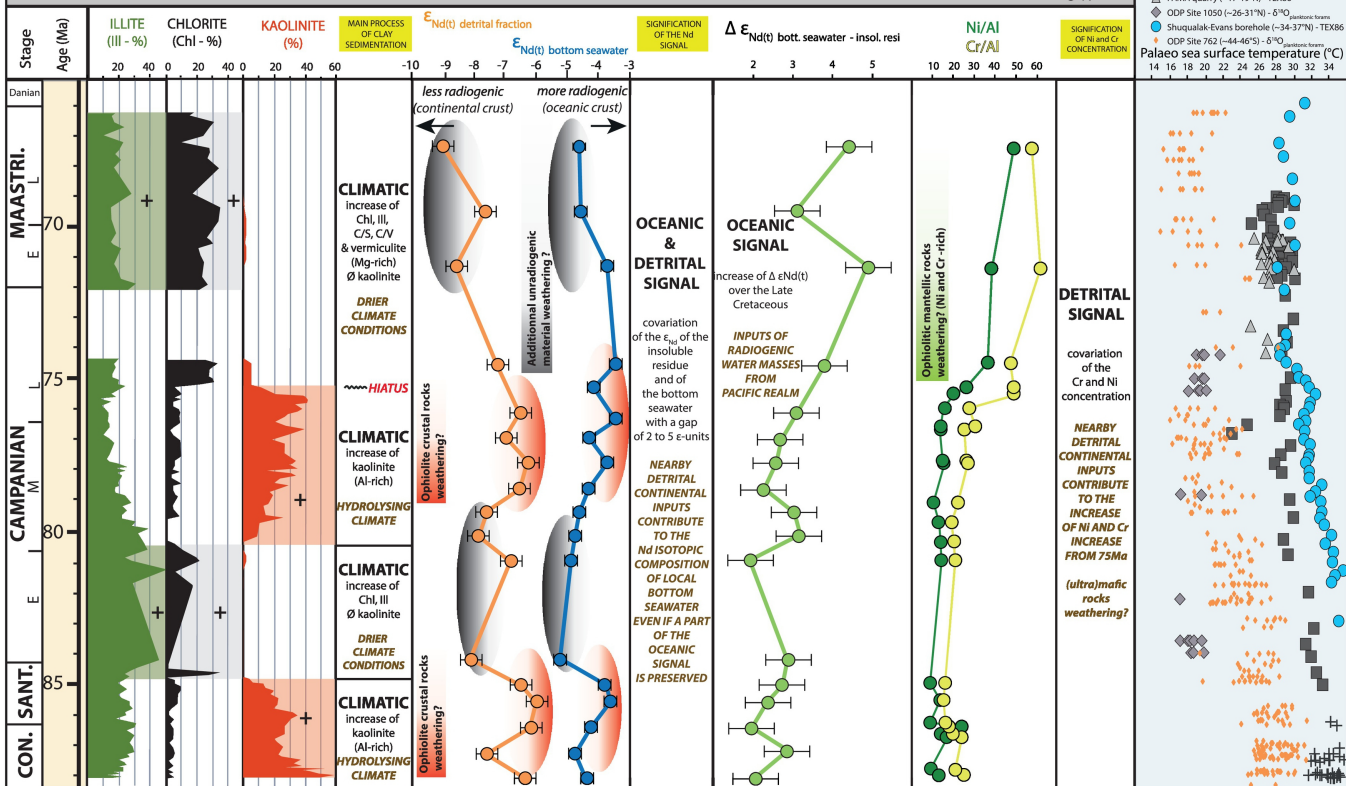 Stage
Age (Ma)
ILLITE
(Ill - %)
10 20 30 40
CHLORITE
(Chl - %)
10 20 30 40
KAOLINITE
(%)
20 40 60
MAIN PROCESS
OF CLAY
SEDIMENTATION
εNd(t) detrital fraction
εNd(t) bottom seawater
-10 -9 -8 -7 -6 -5 -4 -3
SIGNIFICATION
OF THE Nd
SIGNAL
Δ εNd(t) bott. seawater - insol. resi
2 3 4 5
Ni/Al
Cr/Al
10 20 30 40 50 60
SIGNIFICATION
OF Ni and Cr
CONCENTRATION
ODP Site 1050 (~26-31°N) - δ18Oplanktonic forams
Shuqualak-Evans borehole (~34-37°N) -TEX86
ODP Site 762 (~44-46°S) - δ18Oplanktonic forams
Palaeo sea surface temperature (°C)
14 16 18 20 22 24 26 28 30 32 34
Danian
MAASTRI.
L
E
CAMPANIAN
L
M
E
SANT.
CON.
70
75
80
85
+
+
+
+
+
+
CLIMATIC
increase of
Chl, Ill,
C/S, C/V
& vermiculite
(Mg-rich)
Ø kaolinite
DRIER
CLIMATE
CONDITIONS
HIATUS
CLIMATIC
increase of
kaolinite
(Al-rich)
HYDROLYSING
CLIMATE
CLIMATIC
increase of
Chl, Ill
Ø kaolinite
DRIER
CLIMATE
CONDITIONS
CLIMATIC
increase of
kaolinite
(Al-rich)
HYDROLYSING
CLIMATE
less radiogenic
(continental crust)
more radiogenic
(oceanic crust)
Additionnal unradiogenic
material weathering ?
Ophiolite crustal rocks
weathering?
Ophiolite crustal rocks
weathering?
OCEANIC
&
DETRITAL
SIGNAL
covariation
of the εNd of the
insoluble
residue
and of
the bottom
seawater
with a gap
of 2 to 5 ε-units
NEARBY
DETRITAL
CONTINENTAL
INPUTS
CONTRIBUTE
TO THE
Nd ISOTOPIC
COMPOSITION
OF LOCAL
BOTTOM
SEAWATER
EVEN IF A PART
OF THE
OCEANIC
SIGNAL
IS PRESERVED
OCEANIC
SIGNAL
increase of Δ εNd(t)
over the Late
Cretaceous
INPUTS OF
RADIOGENIC
WATER MASSES
FROM
PACIFIC REALM
Ophiolitic mantellic rocks
weathering? (Ni and Cr -rich)
DETRITAL
SIGNAL
covariation
of the
Cr and Ni
concentration
NEARBY
DETRITAL
CONTINENTAL
INPUTS
CONTRIBUTE
TO THE
INCREASE
OF Ni AND Cr
INCREASE
FROM 75Ma
(ultra)mafic
rocks
weathering?